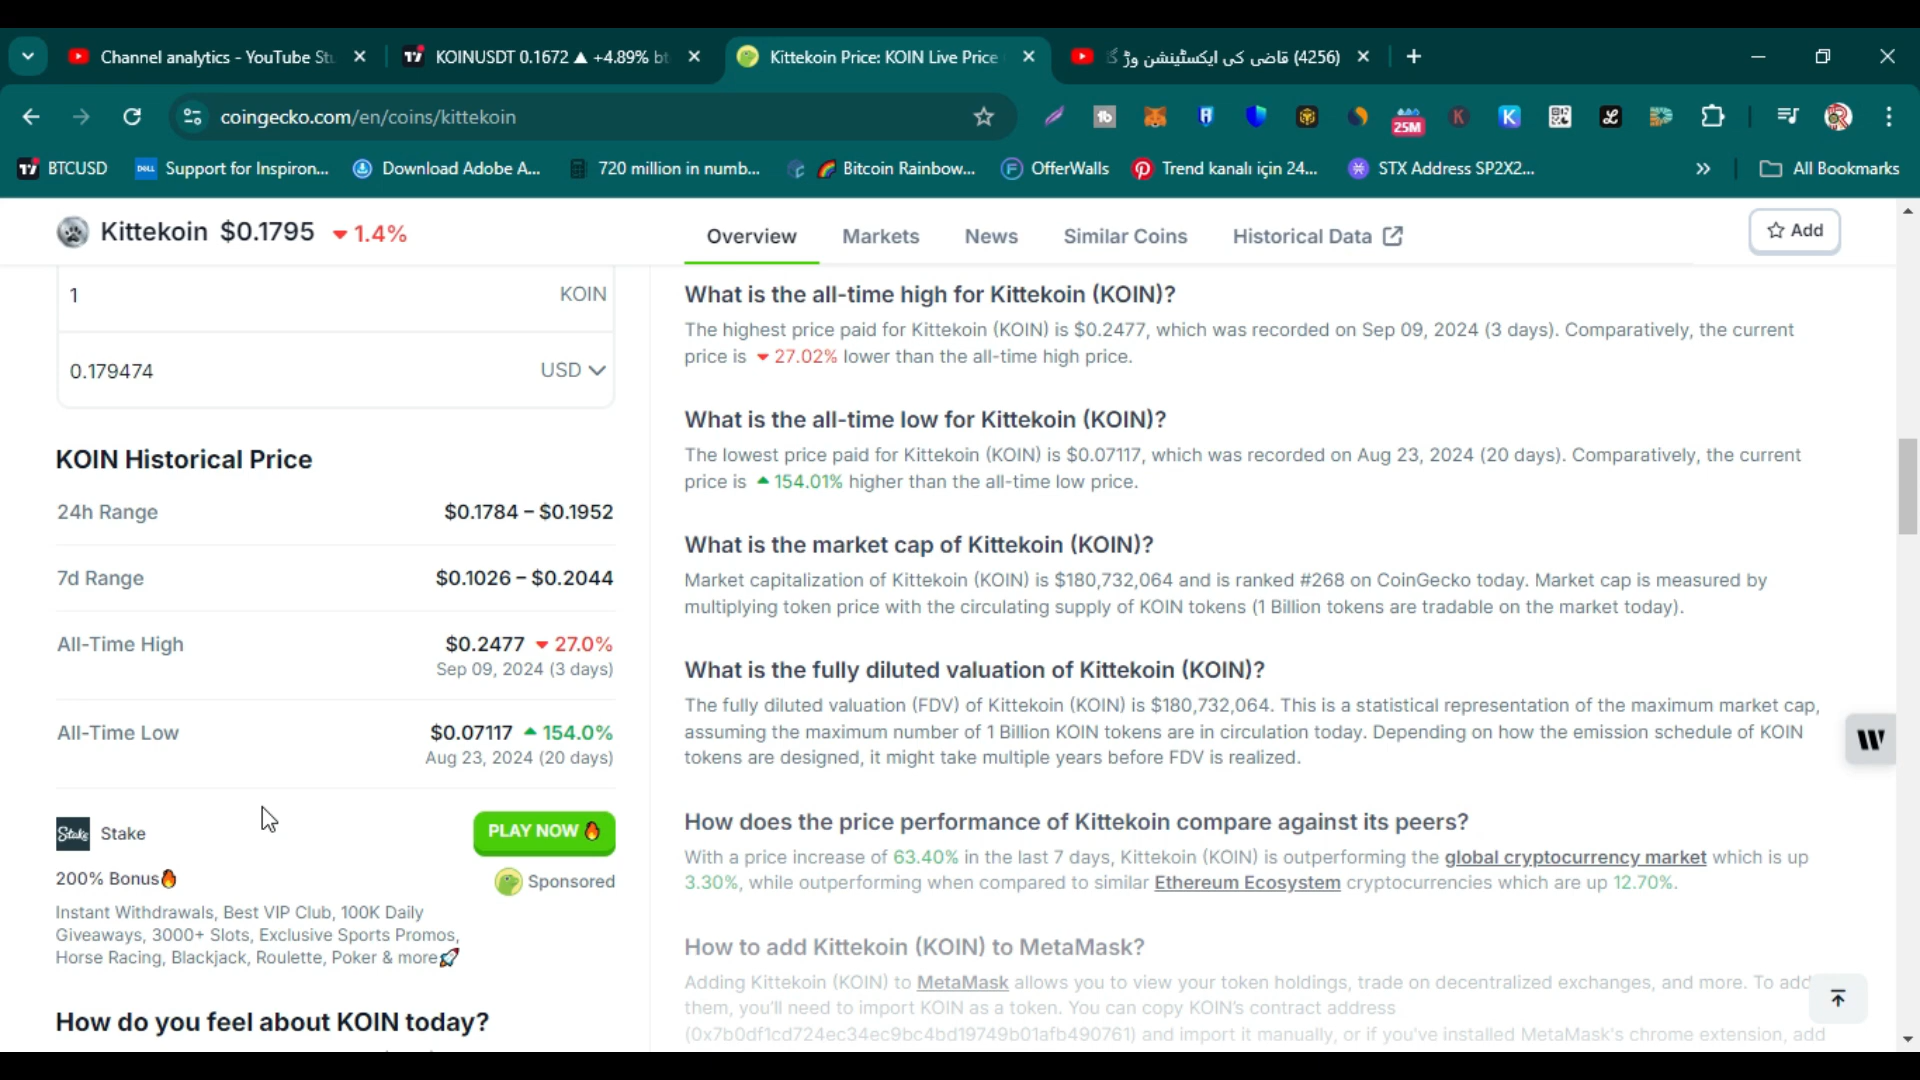 Channel analytics - YouTube St
KOINUSDT 0.1672 ▲ +4.89% bt
Kittekoin Price: KOIN Live Price
(4256) قاضی کی ایکسٹینشن وڑ
coingecko.com/en/coins/kittekoin
25M
BTCUSD
Support for Inspiron...
Download Adobe A...
720 million in numb...
Bitcoin Rainbow...
OfferWalls
Trend kanalı için 24...
STX Address SP2X2...
All Bookmarks
Kittekoin $0.1795 ▼ 1.4%
Overview
Markets
News
Similar Coins
Historical Data
Add
1 KOIN
0.179474 USD
KOIN Historical Price
24h Range $0.1784 – $0.1952
7d Range $0.1026 – $0.2044
All-Time High $0.2477 ▼ 27.0%
Sep 09, 2024 (3 days)
All-Time Low $0.07117 ▲ 154.0%
Aug 23, 2024 (20 days)
Stake Stake
PLAY NOW🔥
200% Bonus🔥
Sponsored
Instant Withdrawals, Best VIP Club, 100K Daily
Giveaways, 3000+ Slots, Exclusive Sports Promos,
Horse Racing, Blackjack, Roulette, Poker & more🚀
How do you feel about KOIN today?
What is the all-time high for Kittekoin (KOIN)?
The highest price paid for Kittekoin (KOIN) is $0.2477, which was recorded on Sep 09, 2024 (3 days). Comparatively, the current
price is ▼ 27.02% lower than the all-time high price.
What is the all-time low for Kittekoin (KOIN)?
The lowest price paid for Kittekoin (KOIN) is $0.07117, which was recorded on Aug 23, 2024 (20 days). Comparatively, the current
price is ▲ 154.01% higher than the all-time low price.
What is the market cap of Kittekoin (KOIN)?
Market capitalization of Kittekoin (KOIN) is $180,732,064 and is ranked #268 on CoinGecko today. Market cap is measured by
multiplying token price with the circulating supply of KOIN tokens (1 Billion tokens are tradable on the market today).
What is the fully diluted valuation of Kittekoin (KOIN)?
The fully diluted valuation (FDV) of Kittekoin (KOIN) is $180,732,064. This is a statistical representation of the maximum market cap,
assuming the maximum number of 1 Billion KOIN tokens are in circulation today. Depending on how the emission schedule of KOIN
tokens are designed, it might take multiple years before FDV is realized.
How does the price performance of Kittekoin compare against its peers?
With a price increase of 63.40% in the last 7 days, Kittekoin (KOIN) is outperforming the global cryptocurrency market which is up
3.30%, while outperforming when compared to similar Ethereum Ecosystem cryptocurrencies which are up 12.70%.
How to add Kittekoin (KOIN) to MetaMask?
Adding Kittekoin (KOIN) to MetaMask allows you to view your token holdings, trade on decentralized exchanges, and more. To add
them, you'll need to import KOIN as a token. You can copy KOIN's contract address
(0x7b0df1cd724ec34ec9bc4bd19749b01afb490761) and import it manually, or if you've installed MetaMask's chrome extension, add